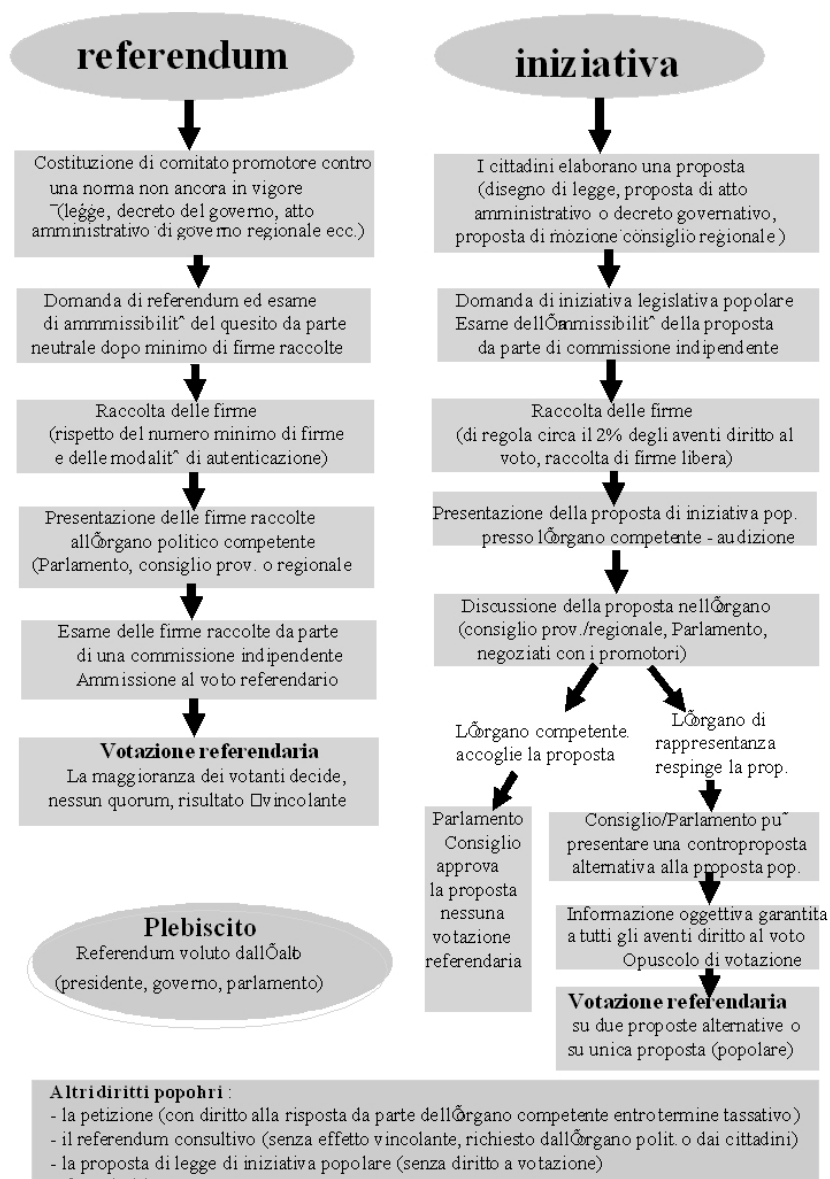 referendum
Costituzione di comitato promotore contro
una norma non ancora in vigore
(legge, decreto del governo, atto
amministrativo di governo regionale ecc.)
Domanda di referendum ed esame
di ammmissibilit^ del quesito da parte
neutrale dopo minimo di firme raccolte
Raccolta delle firme
(rispetto del numero minimo di firme
e delle modalit^ di autenticazione)
Presentazione delle firme raccolte
allÕorgano politico competente
(Parlamento, consiglio prov. o regionale
Esame delle firme raccolte da parte
di una commissione indipendente
Ammissione al voto referendario
Votazione referendaria
La maggioranza dei votanti decide,
nessun quorum, risultato □vincolante
Plebiscito
Referendum voluto dallÕalto
(presidente, governo, parlamento)
iniziativa
I cittadini elaborano una proposta
(disegno di legge, proposta di atto
amministrativo o decreto governativo,
proposta di mozione consiglio regionale)
Domanda di iniziativa legislativa popolare
Esame dellÕammissibilit^ della proposta
da parte di commissione indipendente
Raccolta delle firme
(di regola circa il 2% degli aventi diritto al
voto, raccolta di firme libera)
Presentazione della proposta di iniziativa pop.
presso lÕorgano competente - audizione
Discussione della proposta nellÕorgano
(consiglio prov./regionale, Parlamento,
negoziati con i promotori)
LÕorgano competente.
accoglie la proposta
Parlamento
Consiglio
approva
la proposta
nessuna
votazione
referendaria
LÕorgano di
rappresentanza
respinge la prop.
Consiglio/Parlamento pu˜
presentare una controproposta
alternativa alla proposta pop.
Informazione oggettiva garantita
a tutti gli aventi diritto al voto
Opuscolo di votazione
Votazione referendaria
su due proposte alternative o
su unica proposta (popolare)
Altri diritti popohri :
- la petizione (con diritto alla risposta da parte dellÕorgano competente entro termine tassativo)
- il referendum consultivo (senza effetto vincolante, richiesto dallÕorgano polit. o dai cittadini)
- la proposta di legge di iniziativa popolare (senza diritto a votazione)